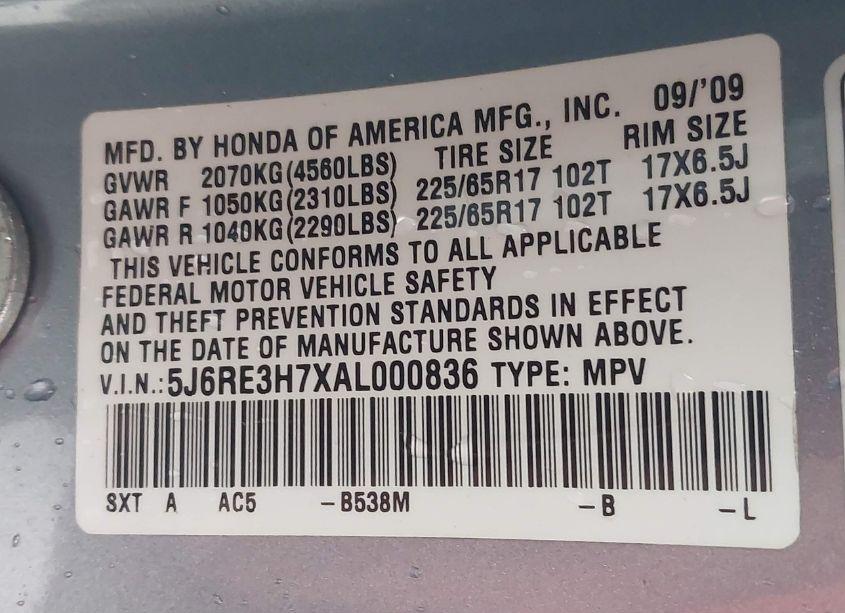 MFD. BY HONDA OF AMERICA MFG., INC. 09/'09
GVWR 2070KG(4560LBS) TIRE SIZE RIM SIZE
GAWR F 1050KG(2310LBS) 225/65R17 102T 17X6.5J
GAWR R 1040KG(2290LBS) 225/65R17 102T 17X6.5J
THIS VEHICLE CONFORMS TO ALL APPLICABLE
FEDERAL MOTOR VEHICLE SAFETY
AND THEFT PREVENTION STANDARDS IN EFFECT
ON THE DATE OF MANUFACTURE SHOWN ABOVE.
V.I.N.:5J6RE3H7XAL000836 TYPE: MPV
SXT A AC5 -B538M -B -L